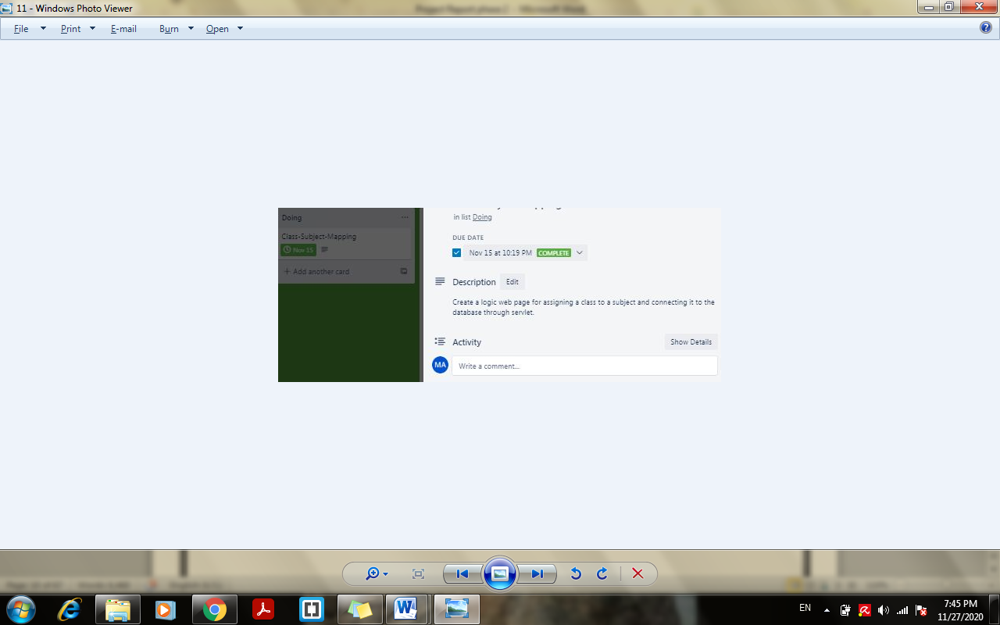 11 - Windows Photo Viewer
File Print E-mail Burn Open
Doing
Class-Subject-Mapping
Nov 15
+ Add another card
in list Doing
DUE DATE
Nov 15 at 10:19 PM COMPLETE
Description Edit
Create a logic web page for assigning a class to a subject and connecting it to the
database through servlet.
Activity Show Details
MA Write a comment...
EN
7:45 PM
11/27/2020